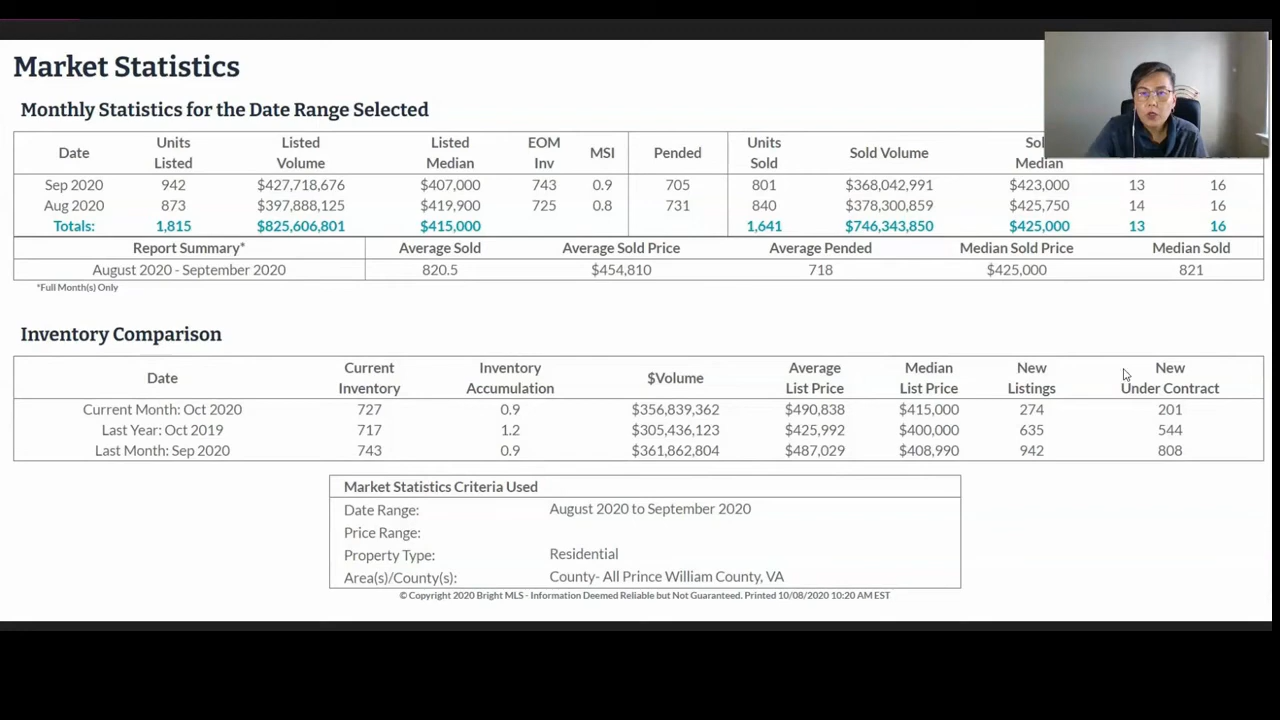 Market Statistics
Monthly Statistics for the Date Range Selected
Date Units Listed Listed Volume Listed Median EOM Inv MSI Pended Units Sold Sold Volume Median
Sep 2020 942 $427,718,676 $407,000 743 0.9 705 801 $368,042,991 $423,000 13 16
Aug 2020 873 $397,888,125 $419,900 725 0.8 731 840 $378,300,859 $425,750 14 16
Totals: 1,815 $825,606,801 $415,000 1,641 $746,343,850 $425,000 13 16
Report Summary* Average Sold Average Sold Price Average Pended Median Sold Price Median Sold
August 2020 - September 2020 820.5 $454,810 718 $425,000 821
*Full Month(s) Only
Inventory Comparison
Date Current Inventory Inventory Accumulation $Volume Average List Price Median List Price New Listings New Under Contract
Current Month: Oct 2020 727 0.9 $356,839,362 $490,838 $415,000 274 201
Last Year: Oct 2019 717 1.2 $305,436,123 $425,992 $400,000 635 544
Last Month: Sep 2020 743 0.9 $361,862,804 $487,029 $408,990 942 808
Market Statistics Criteria Used
Date Range: August 2020 to September 2020
Price Range:
Property Type: Residential
Area(s)/County(s): County- All Prince William County, VA
© Copyright 2020 Bright MLS - Information Deemed Reliable but Not Guaranteed. Printed 10/08/2020 10:20 AM EST